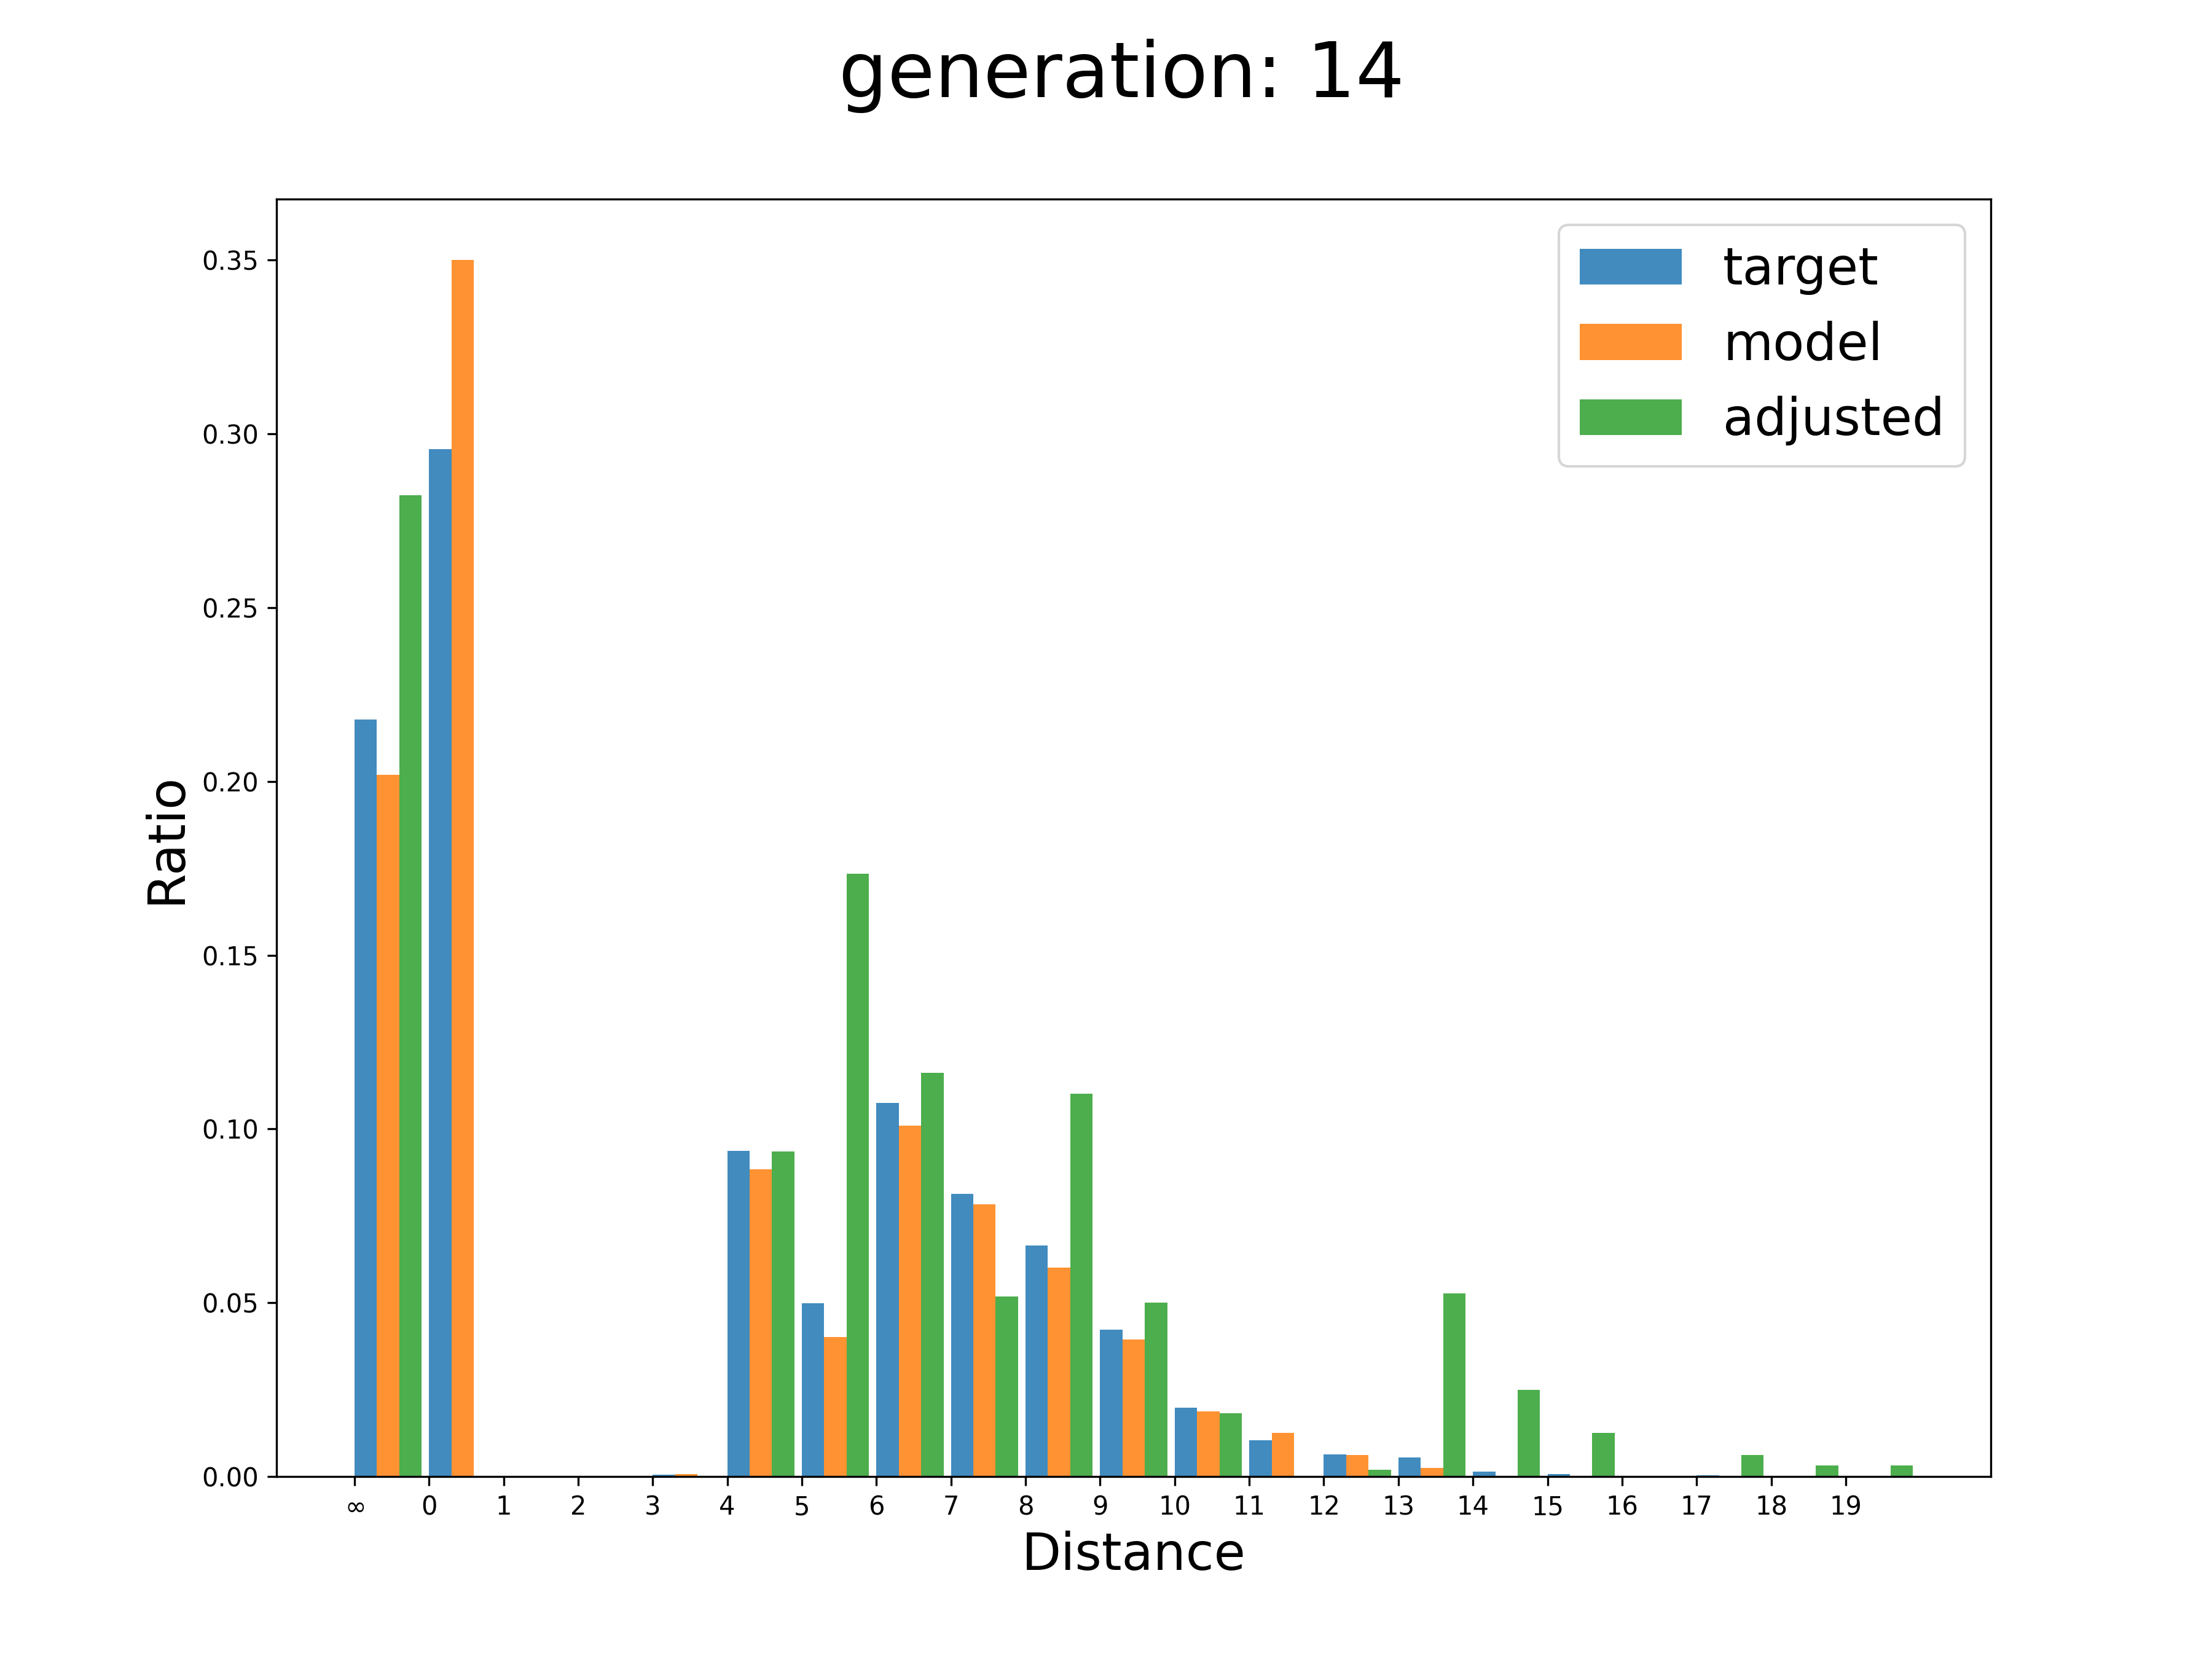 generation: 14
target
model
adjusted
Ratio
0.35
0.30
0.25
0.20
0.15
0.10
0.05
0.00
∞ 0 1 2 3 4 5 6 7 8 9 10 11 12 13 14 15 16 17 18 19
Distance